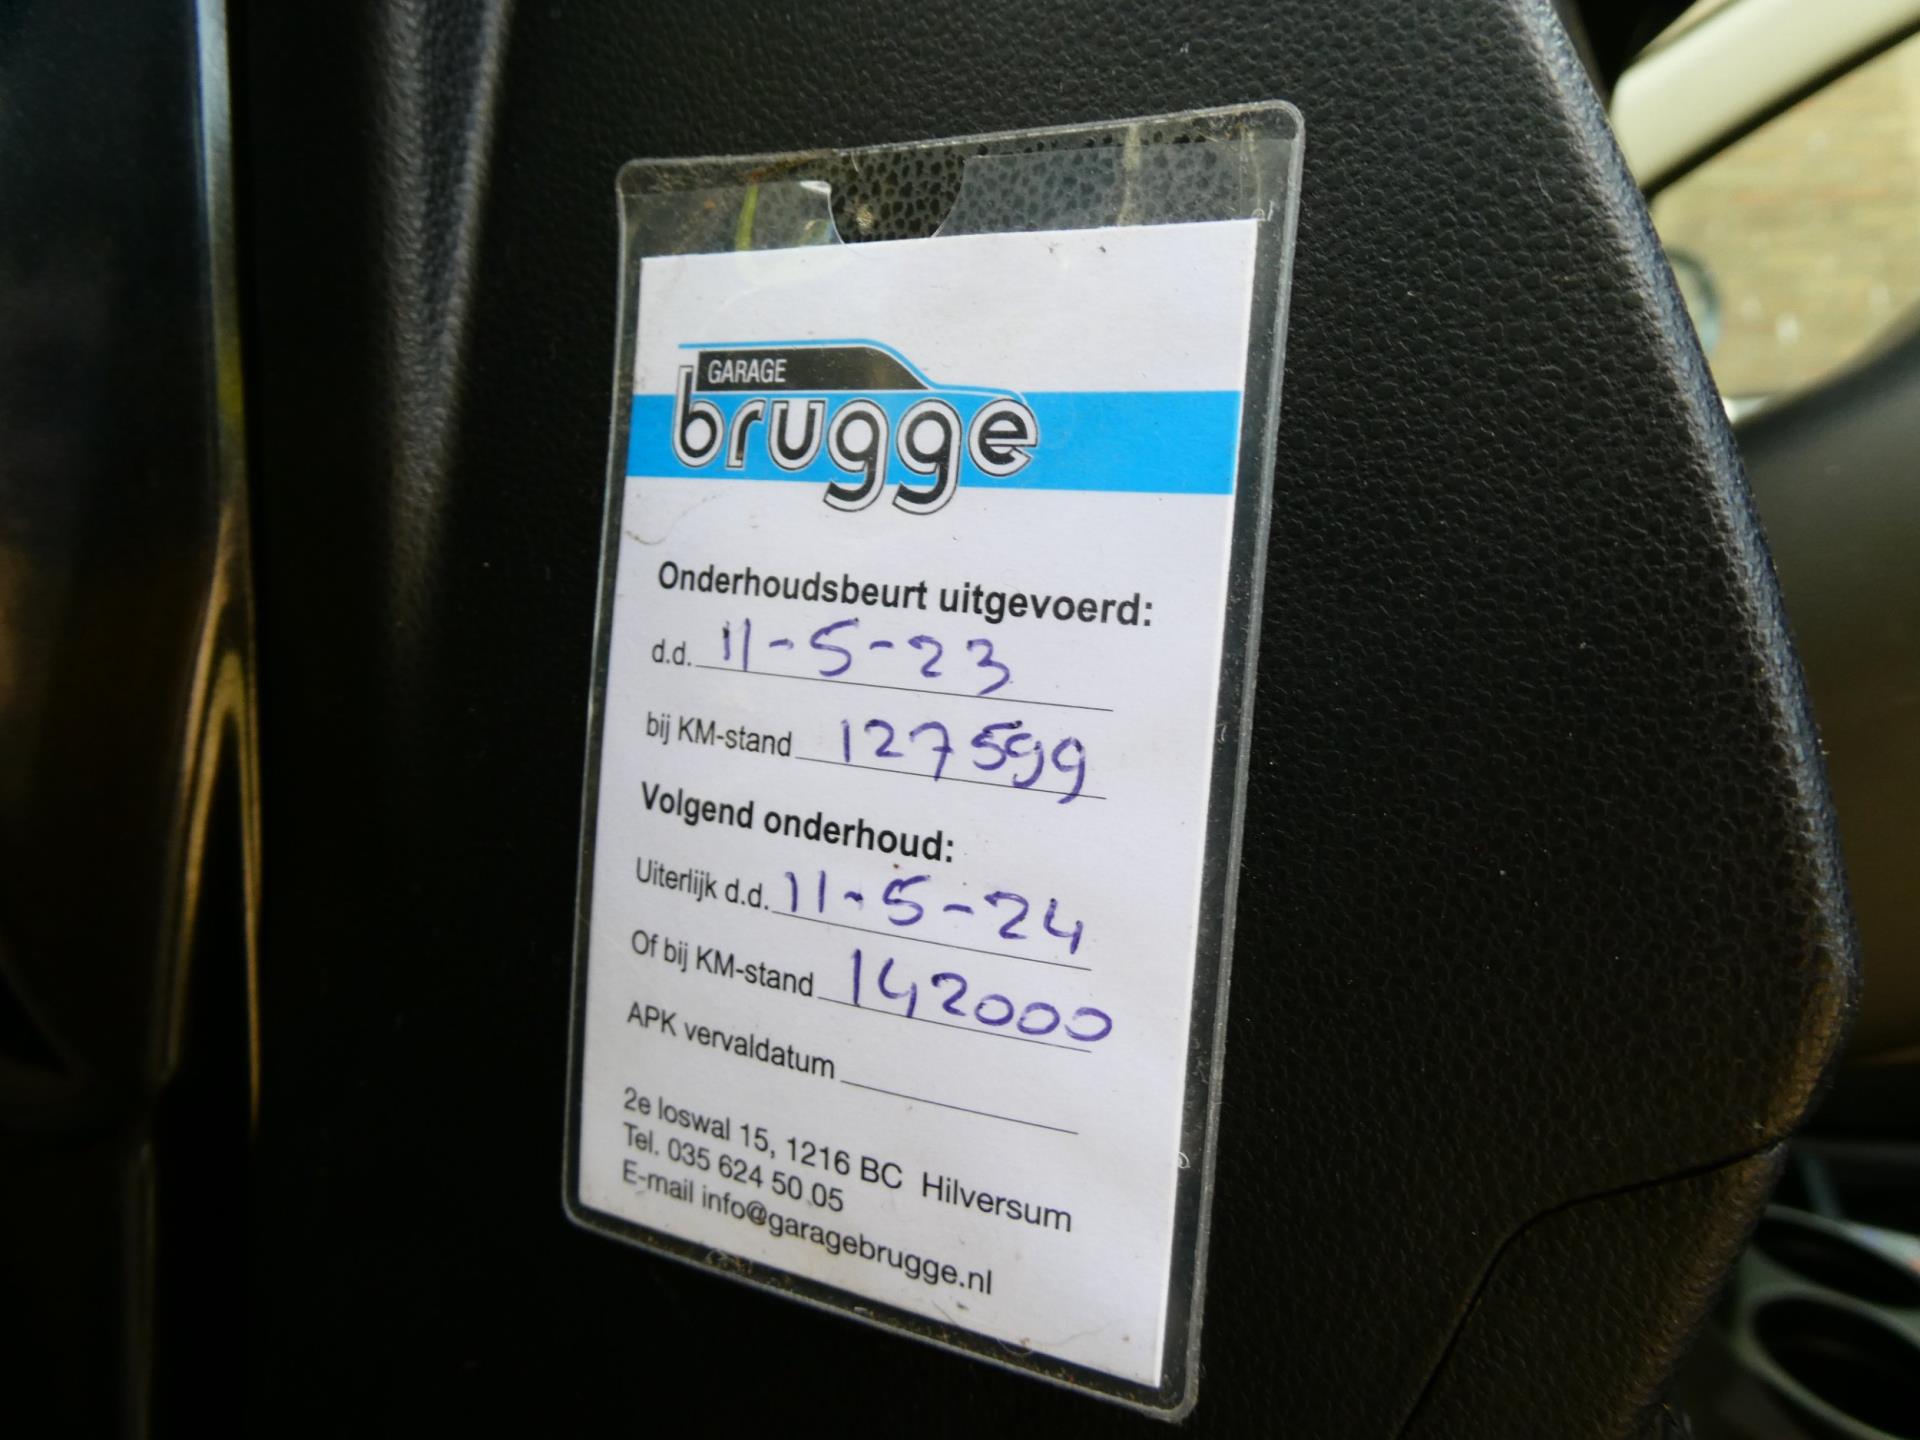 GARAGE
brugge
Onderhoudsbeurt uitgevoerd:
d.d. 11-5-23
bij KM-stand 127599
Volgend onderhoud:
Uiterlijk d.d. 11-5-24
Of bij KM-stand 142000
APK vervaldatum
2e loswal 15, 1216 BC Hilversum
Tel. 035 624 50 05
E-mail info@garagebrugge.nl